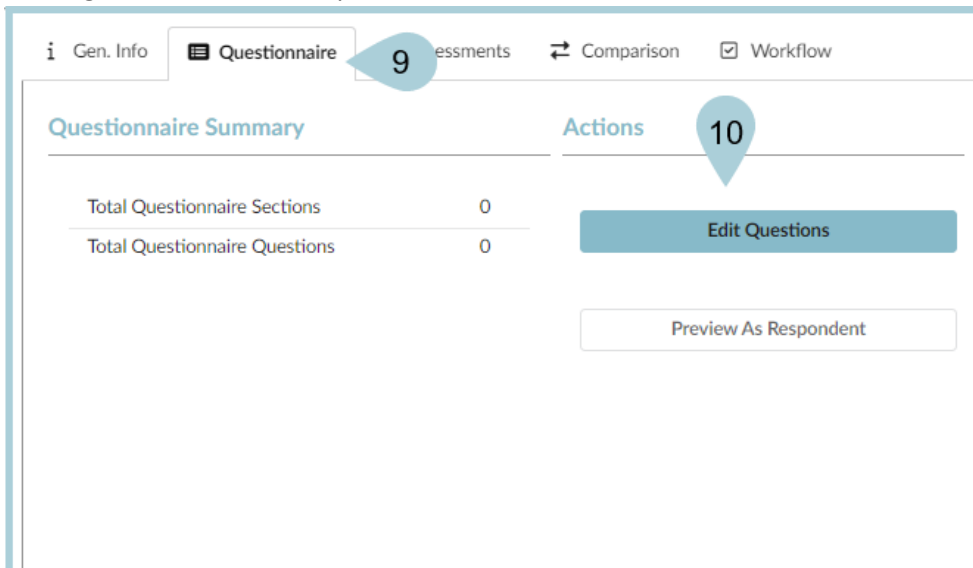 i Gen. Info Questionnaire 9 essments Comparison Workflow
Questionnaire Summary Actions 10
Total Questionnaire Sections 0
Edit Questions
Total Questionnaire Questions 0
Preview As Respondent